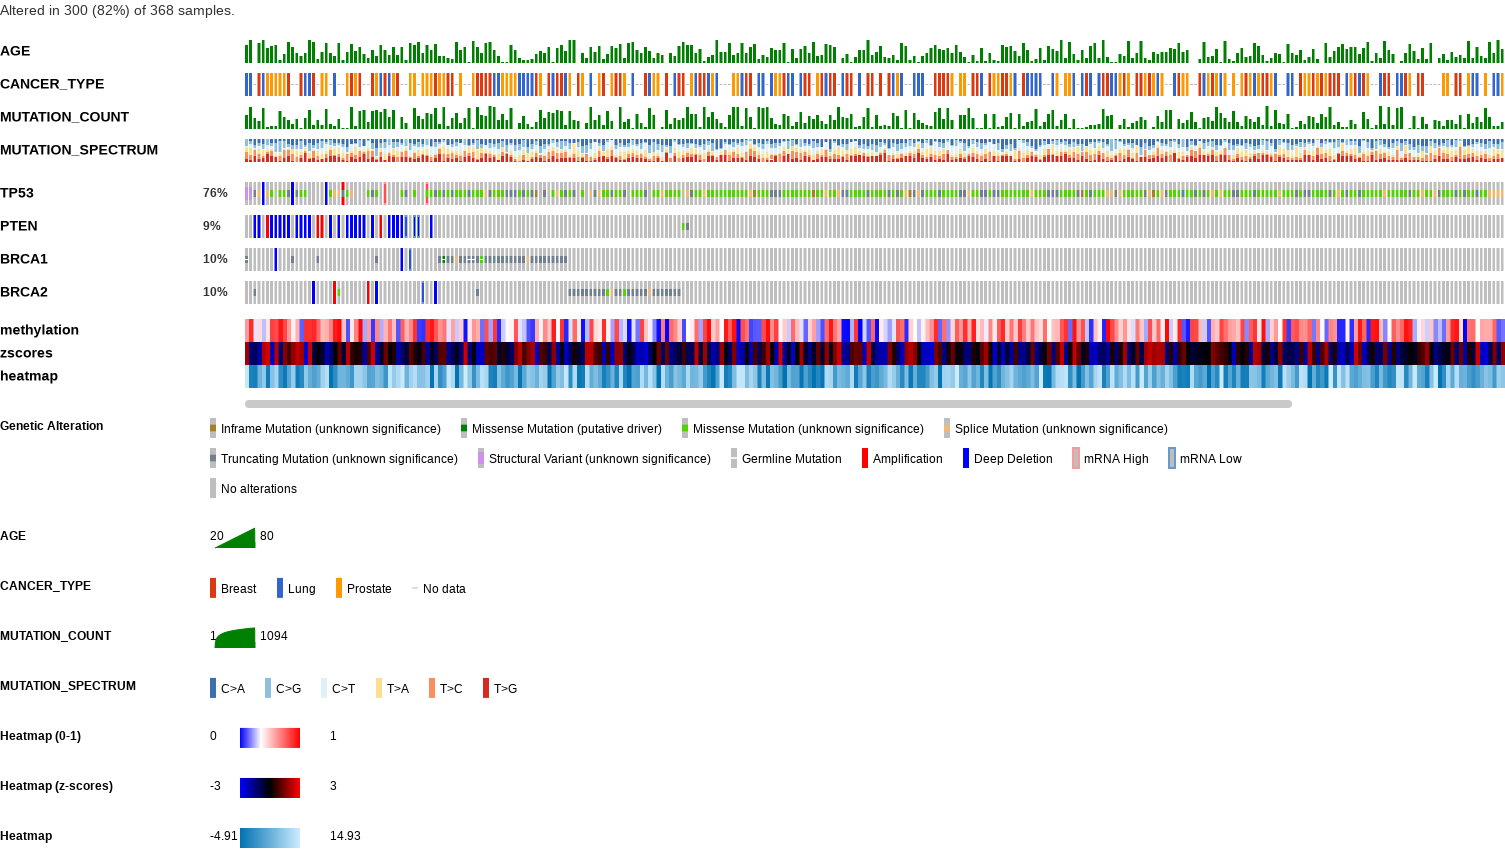 Altered in 300 (82%) of 368 samples.
AGE
CANCER_TYPE
MUTATION_COUNT
MUTATION_SPECTRUM
TP53 76%
PTEN 9%
BRCA1 10%
BRCA2 10%
methylation
zscores
heatmap
Genetic Alteration Inframe Mutation (unknown significance) Missense Mutation (putative driver) Missense Mutation (unknown significance) Splice Mutation (unknown significance)
Truncating Mutation (unknown significance) Structural Variant (unknown significance) Germline Mutation Amplification Deep Deletion mRNA High mRNA Low
No alterations
AGE 20 80
CANCER_TYPE Breast Lung Prostate No data
MUTATION_COUNT 1 1094
MUTATION_SPECTRUM C>A C>G C>T T>A T>C T>G
Heatmap (0-1) 0 1
Heatmap (z-scores) -3 3
Heatmap -4.91 14.93